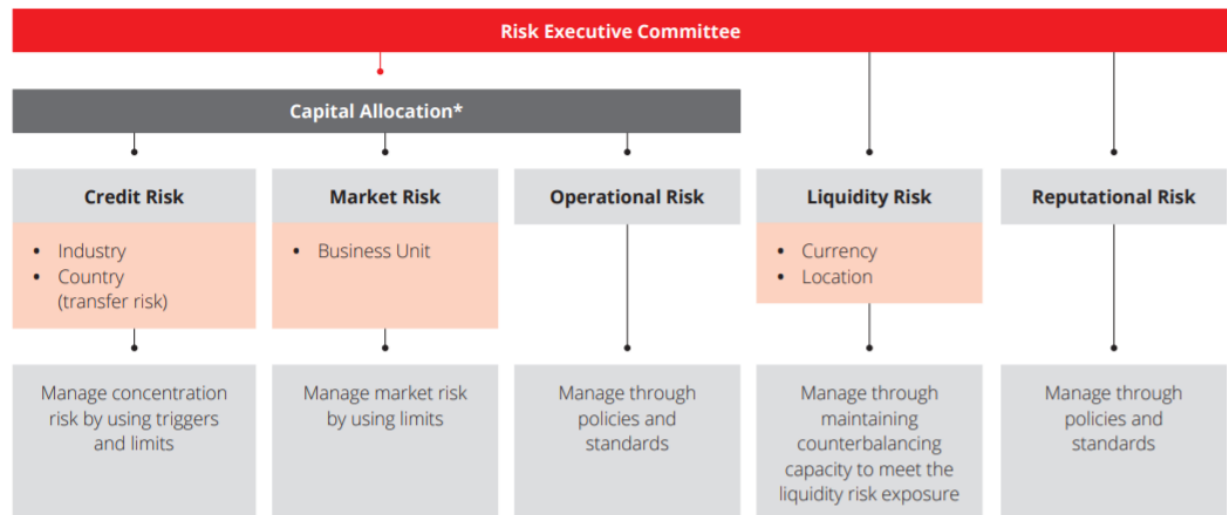 Risk Executive Committee
Capital Allocation*
Credit Risk
• Industry
• Country
(transfer risk)
Manage concentration
risk by using triggers
and limits
Market Risk
• Business Unit
Manage market risk
by using limits
Operational Risk
Manage through
policies and
standards
Liquidity Risk
• Currency
• Location
Manage through
maintaining
counterbalancing
capacity to meet the
liquidity risk exposure
Reputational Risk
Manage through
policies and
standards